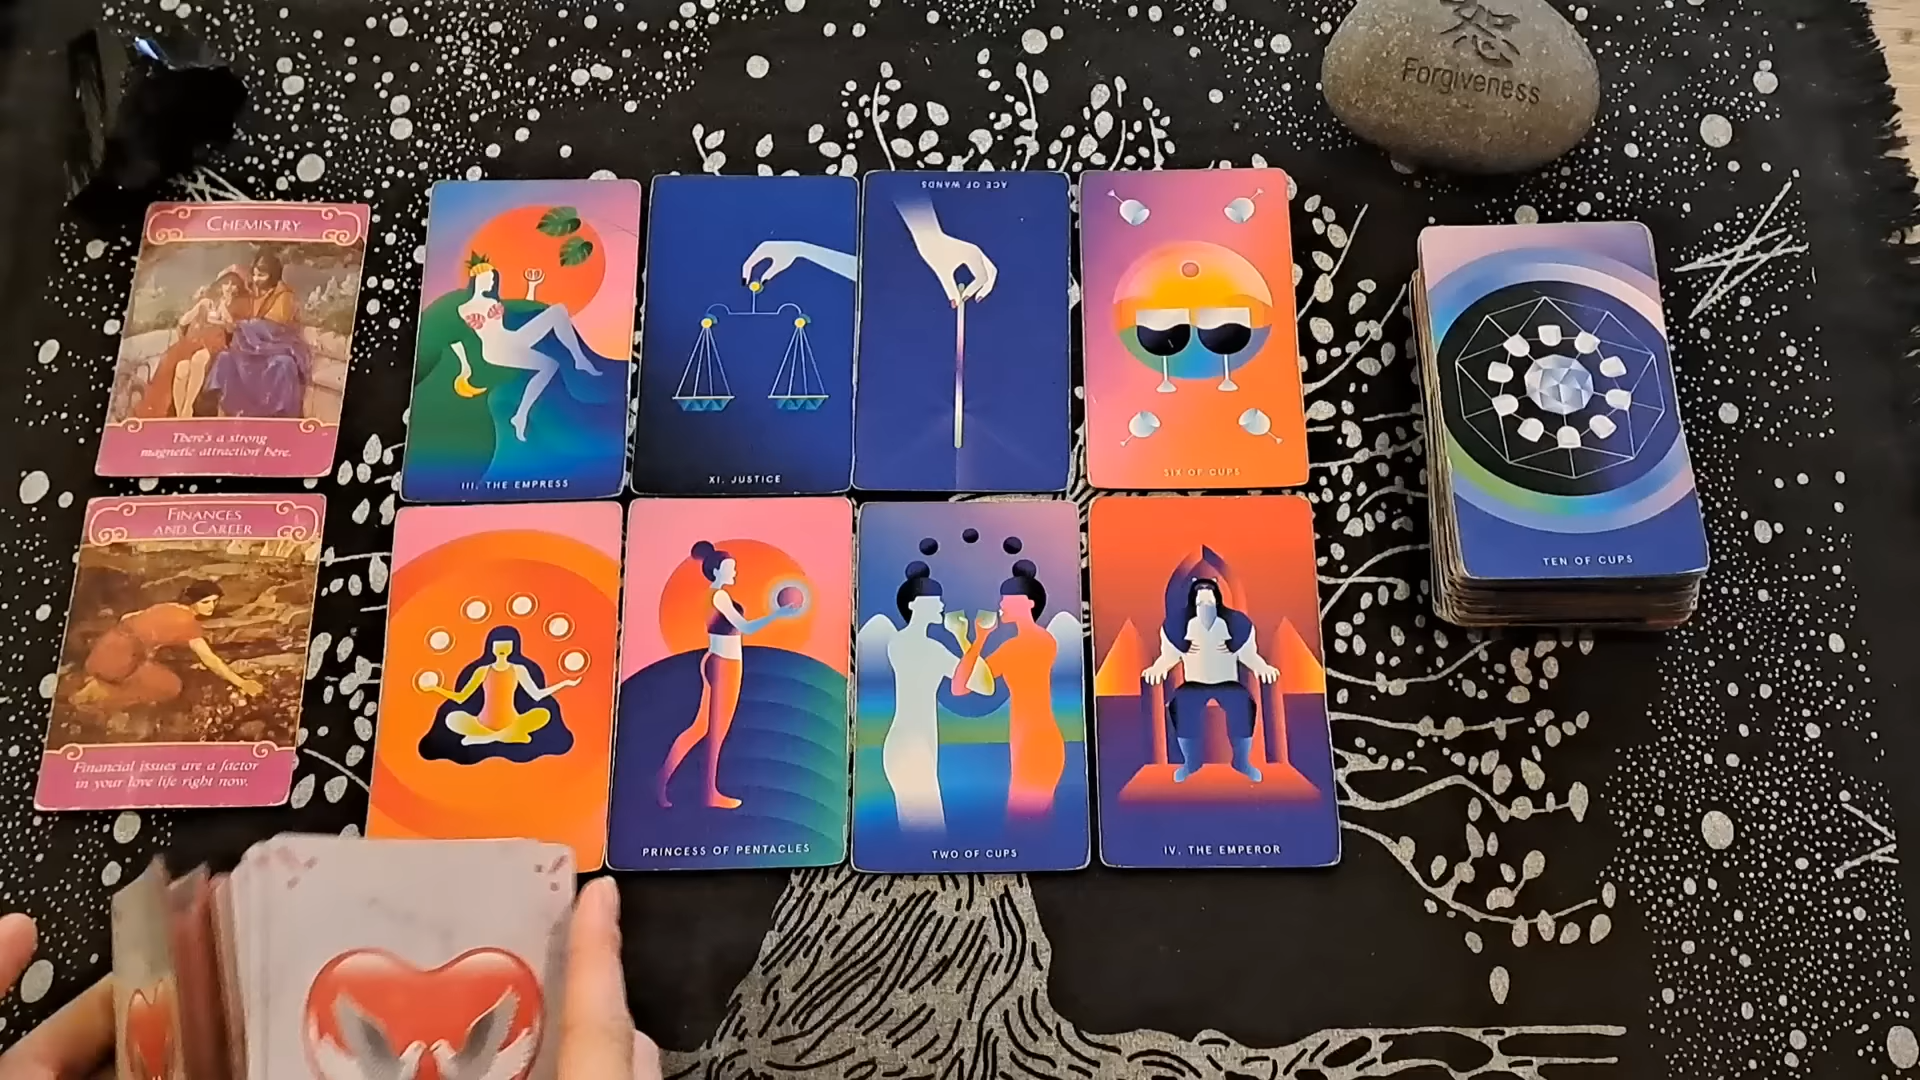 Forgiveness
CHEMISTRY
There's a strong
magnetic attraction here.
III. THE EMPRESS
XI. JUSTICE
ACE OF WANDS
SIX OF CUPS
TEN OF CUPS
FINANCES
AND CAREER
Financial issues are a factor
in your love life right now.
PRINCESS OF PENTACLES
TWO OF CUPS
IV. THE EMPEROR